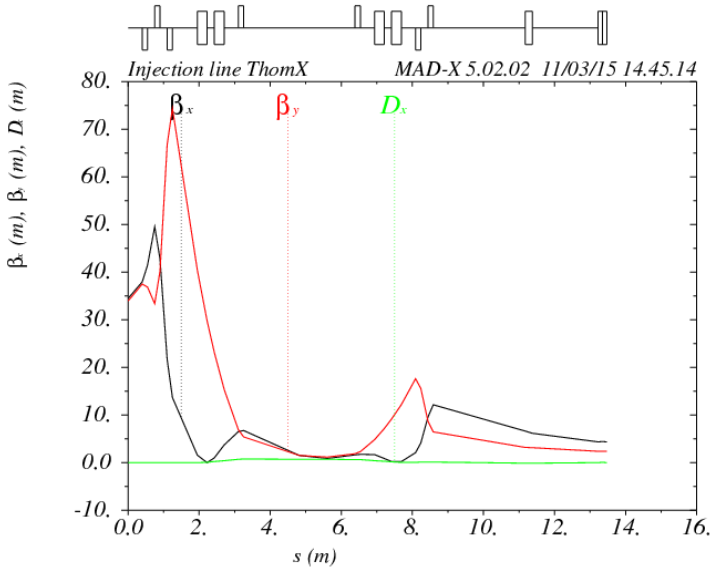 Injection line ThomX MAD-X 5.02.02 11/03/15 14.45.14
80.
βx βy Dx
70.
60.
50.
40.
30.
20.
10.
0.0
-10.
0.0 2. 4. 6. 8. 10. 12. 14. 16.
s (m)
βx (m), βy (m), Dx (m)